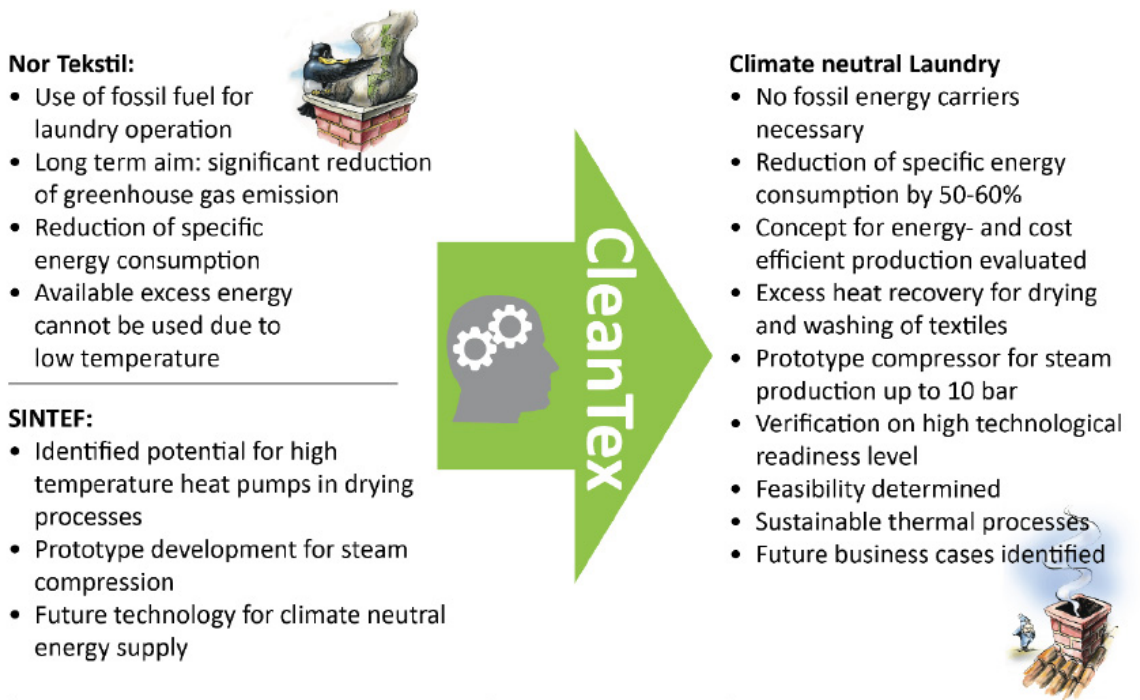 Nor Tekstil:
• Use of fossil fuel for
laundry operation
• Long term aim: significant reduction
of greenhouse gas emission
• Reduction of specific
energy consumption
• Available excess energy
cannot be used due to
low temperature
SINTEF:
• Identified potential for high
temperature heat pumps in drying
processes
• Prototype development for steam
compression
• Future technology for climate neutral
energy supply
CleanTex
Climate neutral Laundry
• No fossil energy carriers
necessary
• Reduction of specific energy
consumption by 50-60%
• Concept for energy- and cost
efficient production evaluated
• Excess heat recovery for drying
and washing of textiles
• Prototype compressor for steam
production up to 10 bar
• Verification on high technological
readiness level
• Feasibility determined
• Sustainable thermal processes
• Future business cases identified